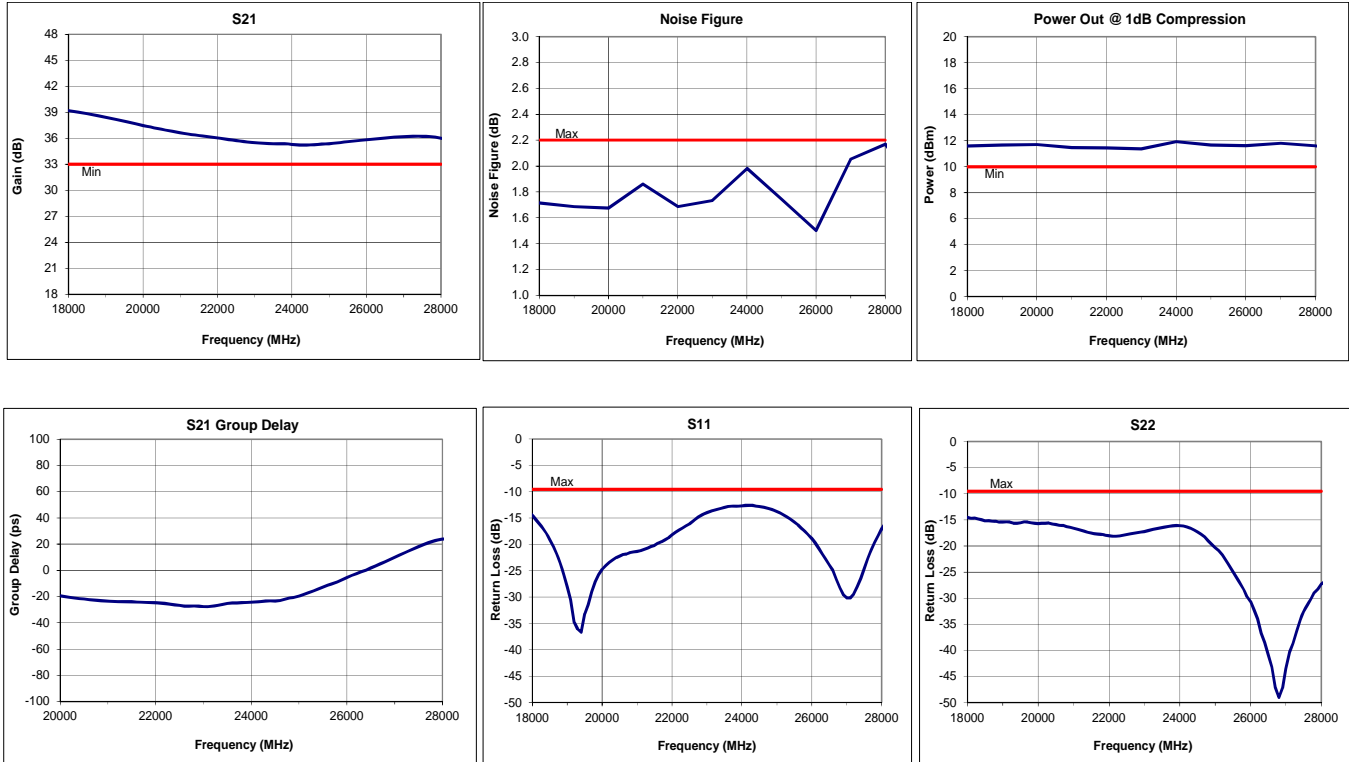 S21
48
45
42
39
36
33
30
27
24
21
18
Gain (dB)
Min
18000 20000 22000 24000 26000 28000
Frequency (MHz)
Noise Figure
3.0
2.8
2.6
2.4
2.2
2.0
1.8
1.6
1.4
1.2
1.0
Noise Figure (dB)
Max
18000 20000 22000 24000 26000 28000
Frequency (MHz)
Power Out @ 1dB Compression
20
18
16
14
12
10
8
6
4
2
0
Power (dBm)
Min
18000 20000 22000 24000 26000 28000
Frequency (MHz)
S21 Group Delay
100
80
60
40
20
0
-20
-40
-60
-80
-100
Group Delay (ps)
20000 22000 24000 26000 28000
Frequency (MHz)
S11
0
-5
-10
-15
-20
-25
-30
-35
-40
-45
-50
Return Loss (dB)
Max
18000 20000 22000 24000 26000 28000
Frequency (MHz)
S22
0
-5
-10
-15
-20
-25
-30
-35
-40
-45
-50
Return Loss (dB)
Max
18000 20000 22000 24000 26000 28000
Frequency (MHz)